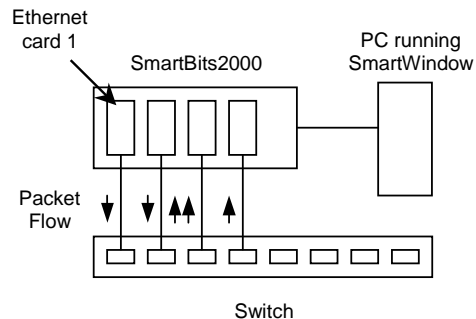 Ethernet
card 1
SmartBits2000
PC running
SmartWindow
Packet
Flow
Switch